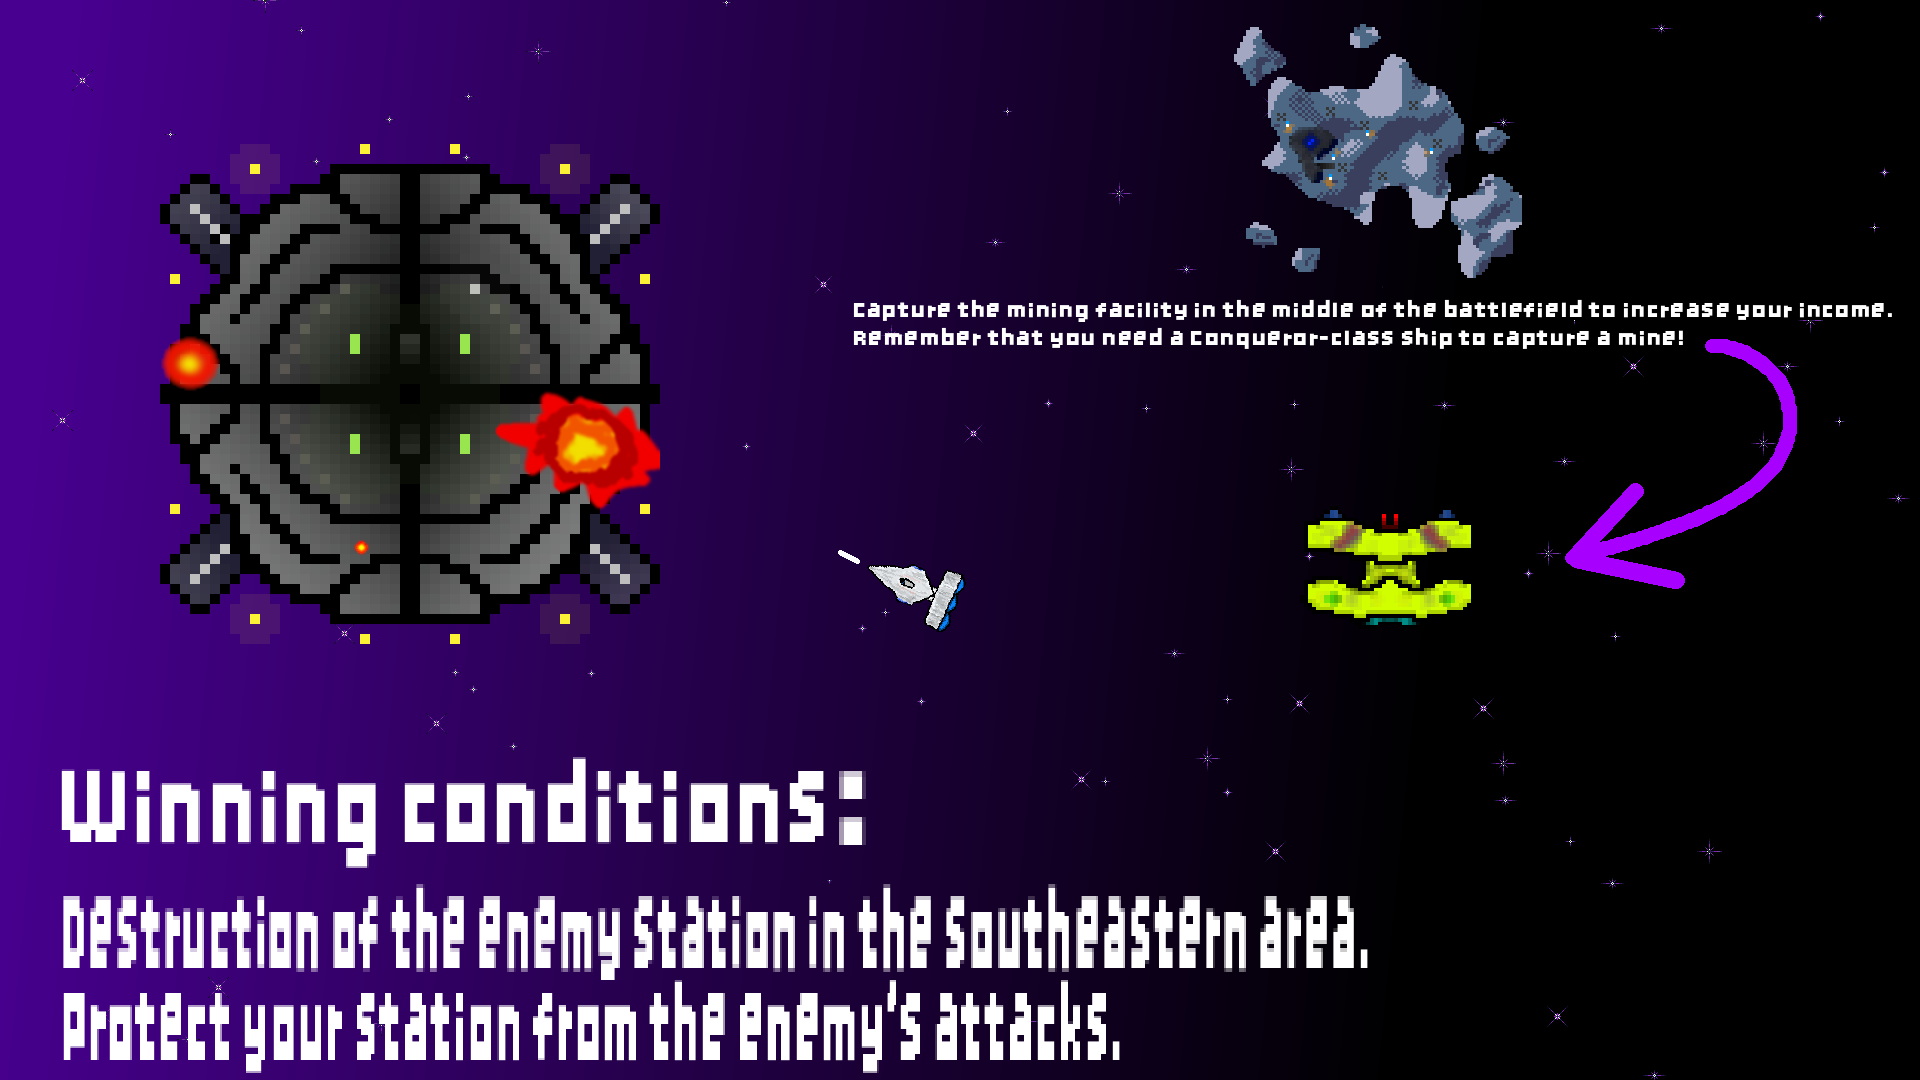 Capture the mining facility in the middle of the battlefield to increase your income.
Remember that you need a Conqueror-class ship to capture a mine!
Winning conditions:
Destruction of the enemy station in the southeastern area.
Protect your station from the enemy's attacks.